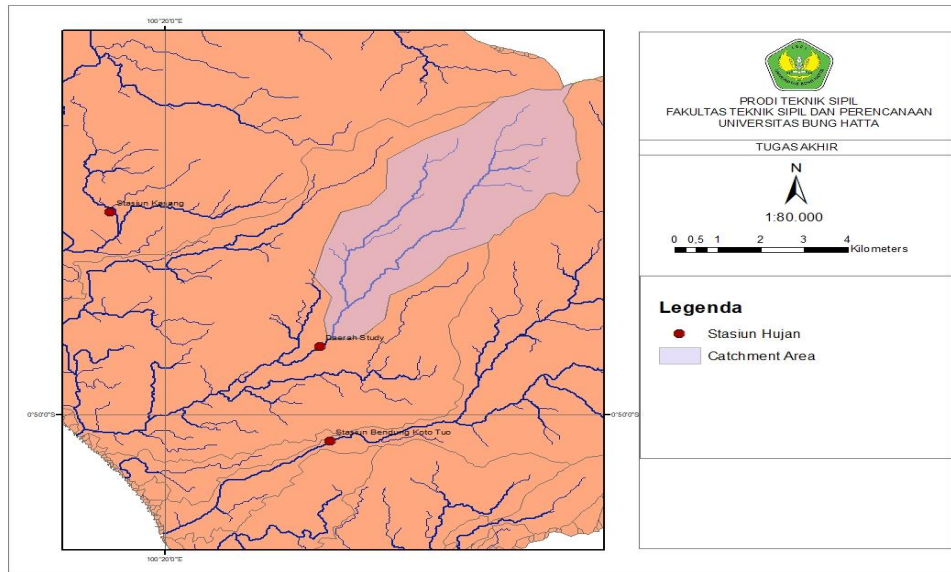 100°20'0"E
Stasiun Kasang
Daerah Study
0°50'0"S
0°50'0"S
Stasiun Bendung Koto Tuo
100°20'0"E
PRODI TEKNIK SIPIL
FAKULTAS TEKNIK SIPIL DAN PERENCANAAN
UNIVERSITAS BUNG HATTA
TUGAS AKHIR
N
1:80.000
0 0,5 1 2 3 4
Kilometers
Legenda
Stasiun Hujan
Catchment Area